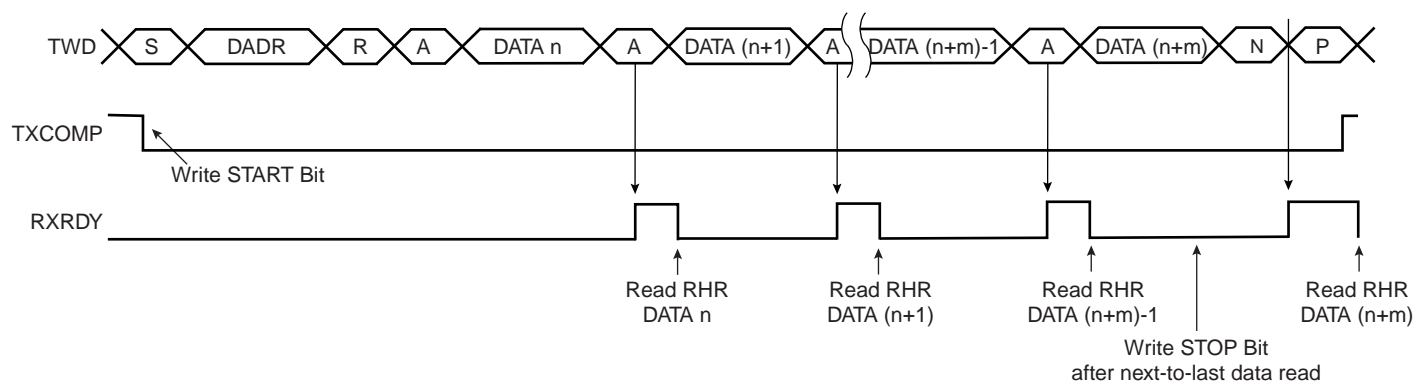 TWD S DADR R A DATA n A DATA (n+1) A DATA (n+m)-1 A DATA (n+m) N P
TXCOMP
Write START Bit
RXRDY
Read RHR
DATA n
Read RHR
DATA (n+1)
Read RHR
DATA (n+m)-1
Read RHR
DATA (n+m)
Write STOP Bit
after next-to-last data read